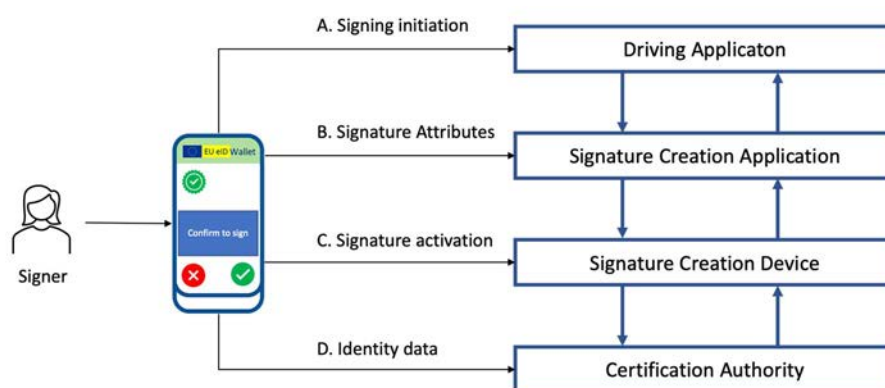 A. Signing initiation
Driving Applicaton
B. Signature Attributes
Signature Creation Application
EU eID Wallet
Confirm to sign
C. Signature activation
Signature Creation Device
Signer
D. Identity data
Certification Authority